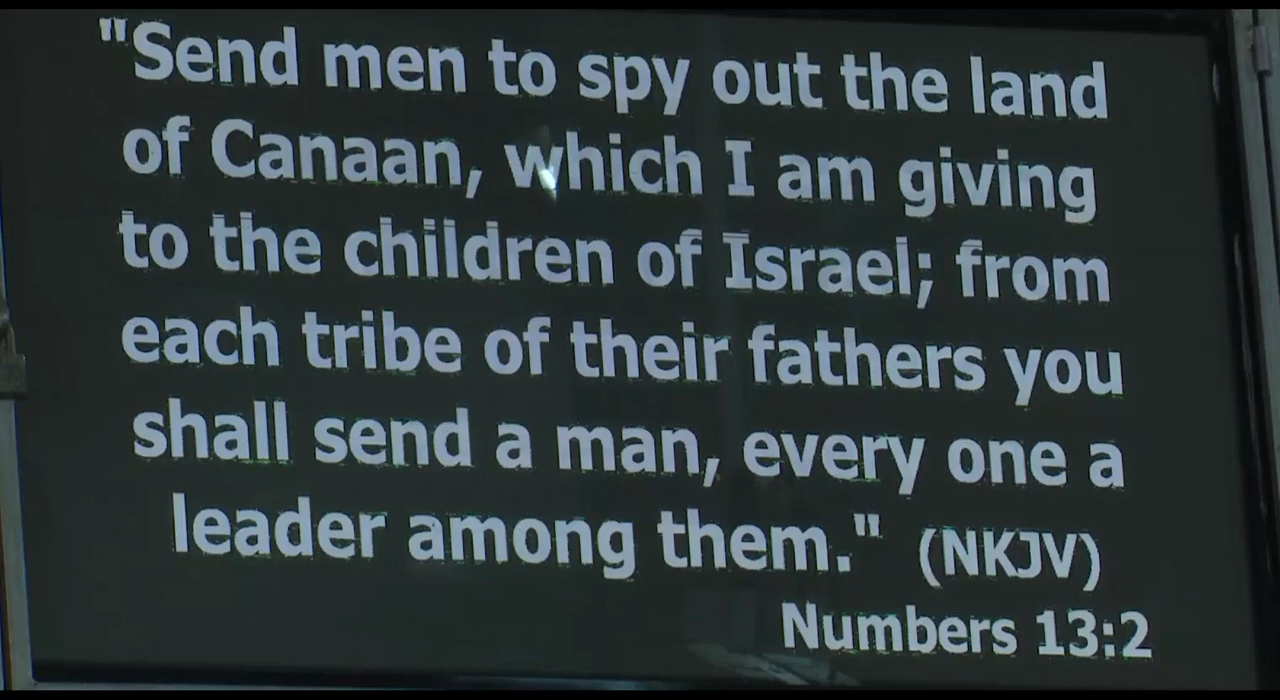 "Send men to spy out the land
of Canaan, which I am giving
to the children of Israel; from
each tribe of their fathers you
shall send a man, every one a
leader among them." (NKJV)
Numbers 13:2